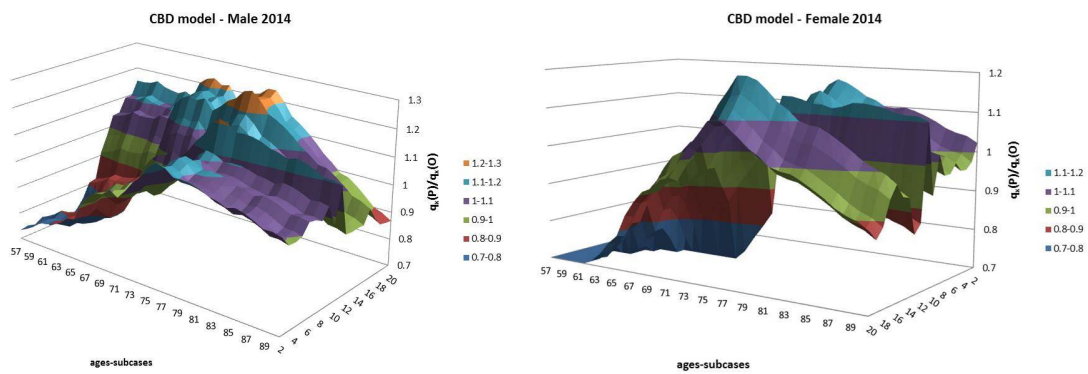 CBD model - Male 2014
1.3
1.2
1.1
1
0.9
0.8
0.7
qx(P)/qx(O)
1.2-1.3
1.1-1.2
1-1.1
0.9-1
0.8-0.9
0.7-0.8
57 59 61 63 65 67 69 71 73 75 77 79 81 83 85 87 89
2 4 6 8 10 12 14 16 18 20
ages-subcases
CBD model - Female 2014
1.2
1.1
1
0.9
0.8
0.7
qx(P)/qx(O)
1.1-1.2
1-1.1
0.9-1
0.8-0.9
0.7-0.8
57 59 61 63 65 67 69 71 73 75 77 79 81 83 85 87 89
20 18 16 14 12 10 8 6 4 2
ages-subcases